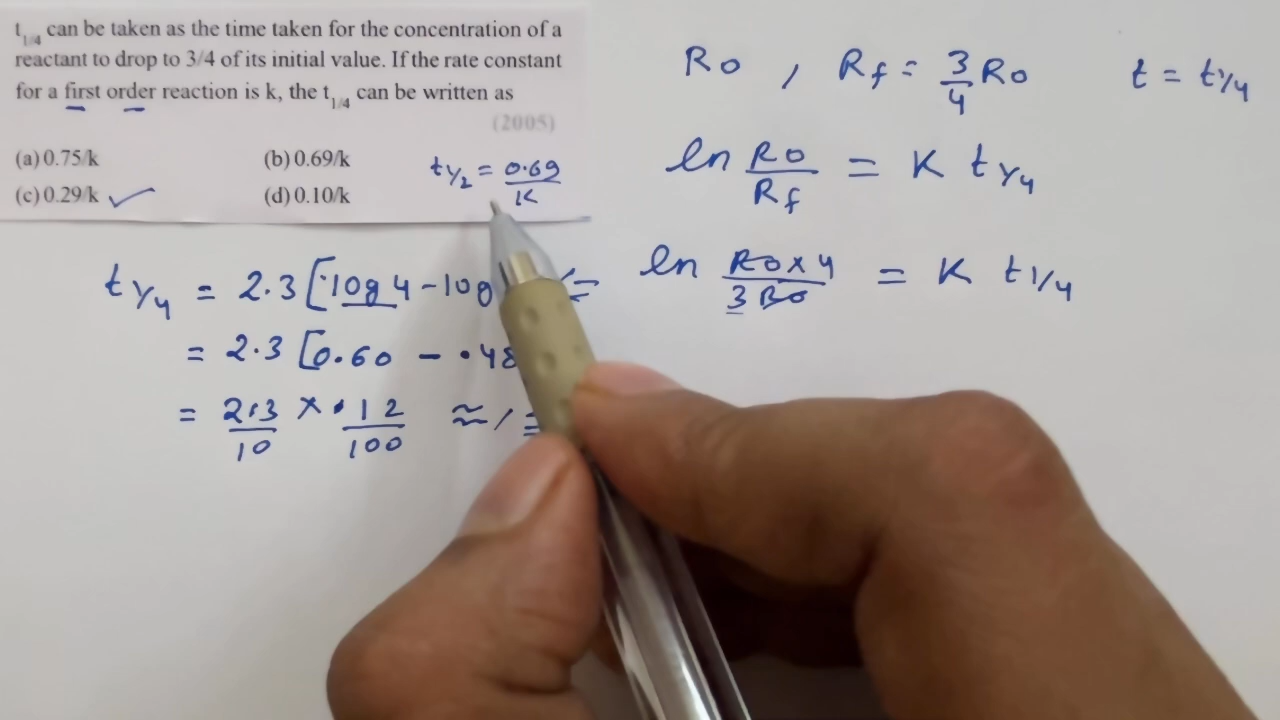 t1/4 can be taken as the time taken for the concentration of a
reactant to drop to 3/4 of its initial value. If the rate constant
for a first order reaction is k, the t1/4 can be written as
(2005)
(a) 0.75/k (b) 0.69/k
(c) 0.29/k ✓ (d) 0.10/k
t1/2 = 0.69/K
R0 , Rf = 3/4 R0 t = t1/4
ln R0/Rf = K t1/4
ln R0×4/3R0 = K t1/4
t1/4 = 2.3 [log 4 - log
= 2.3 [0.60 - .48
= 2.3/10 × .12/100 ≈